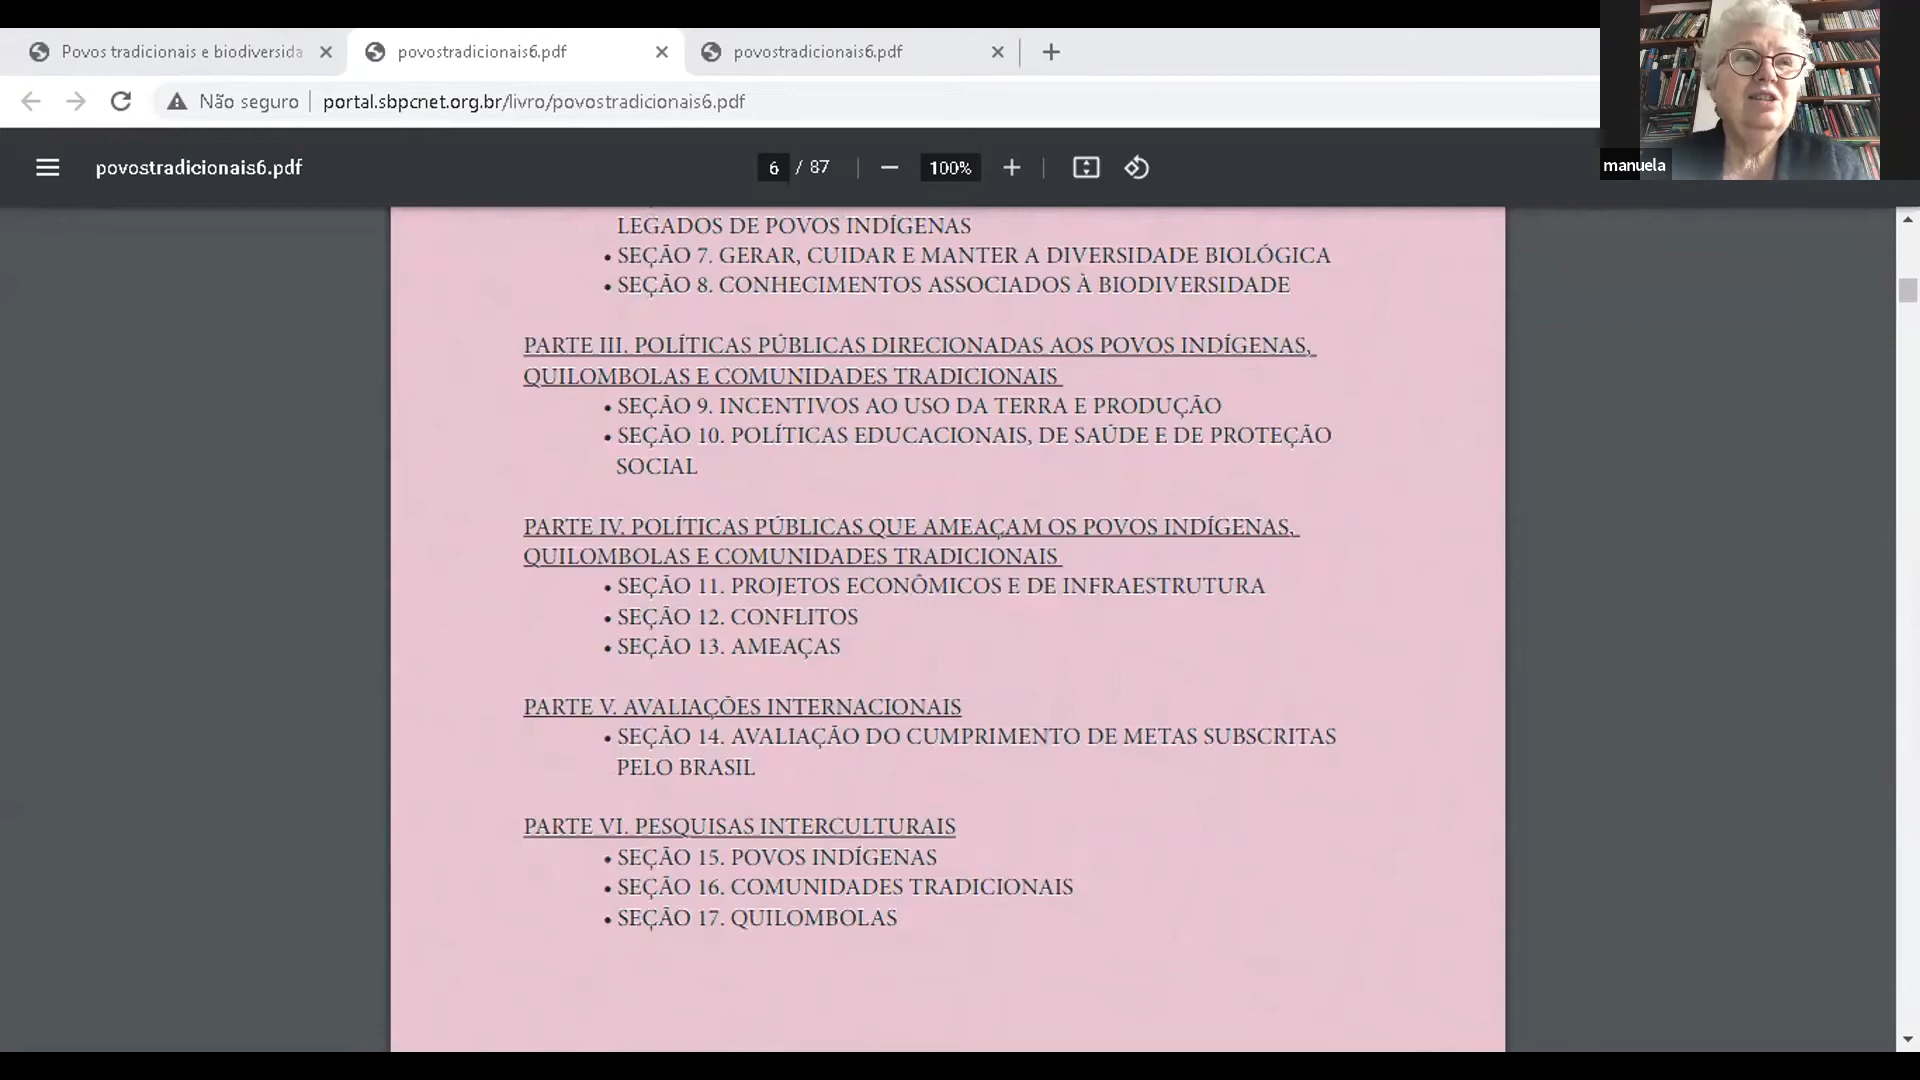 Povos tradicionais e biodiversida
povostradicionais6.pdf
povostradicionais6.pdf
Não seguro
portal.sbpcnet.org.br/livro/povostradicionais6.pdf
manuela
povostradicionais6.pdf
6 / 87
100%
LEGADOS DE POVOS INDÍGENAS
• SEÇÃO 7. GERAR, CUIDAR E MANTER A DIVERSIDADE BIOLÓGICA
• SEÇÃO 8. CONHECIMENTOS ASSOCIADOS À BIODIVERSIDADE
PARTE III. POLÍTICAS PÚBLICAS DIRECIONADAS AOS POVOS INDÍGENAS,
QUILOMBOLAS E COMUNIDADES TRADICIONAIS
• SEÇÃO 9. INCENTIVOS AO USO DA TERRA E PRODUÇÃO
• SEÇÃO 10. POLÍTICAS EDUCACIONAIS, DE SAÚDE E DE PROTEÇÃO
SOCIAL
PARTE IV. POLÍTICAS PÚBLICAS QUE AMEAÇAM OS POVOS INDÍGENAS,
QUILOMBOLAS E COMUNIDADES TRADICIONAIS
• SEÇÃO 11. PROJETOS ECONÔMICOS E DE INFRAESTRUTURA
• SEÇÃO 12. CONFLITOS
• SEÇÃO 13. AMEAÇAS
PARTE V. AVALIAÇÕES INTERNACIONAIS
• SEÇÃO 14. AVALIAÇÃO DO CUMPRIMENTO DE METAS SUBSCRITAS
PELO BRASIL
PARTE VI. PESQUISAS INTERCULTURAIS
• SEÇÃO 15. POVOS INDÍGENAS
• SEÇÃO 16. COMUNIDADES TRADICIONAIS
• SEÇÃO 17. QUILOMBOLAS